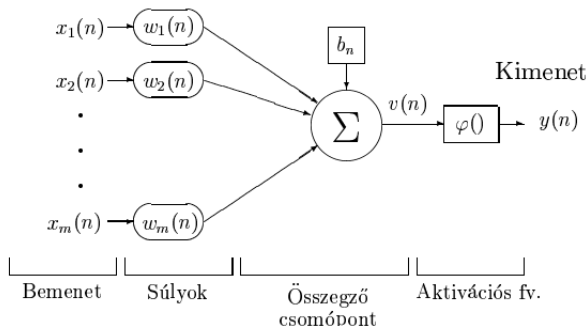 x₁(n) w₁(n)
bₙ
Kimenet
x₂(n) w₂(n)
Σ
v(n)
φ()
y(n)
xₘ(n) wₘ(n)
Bemenet
Súlyok
Összegző
csomópont
Aktivációs fv.